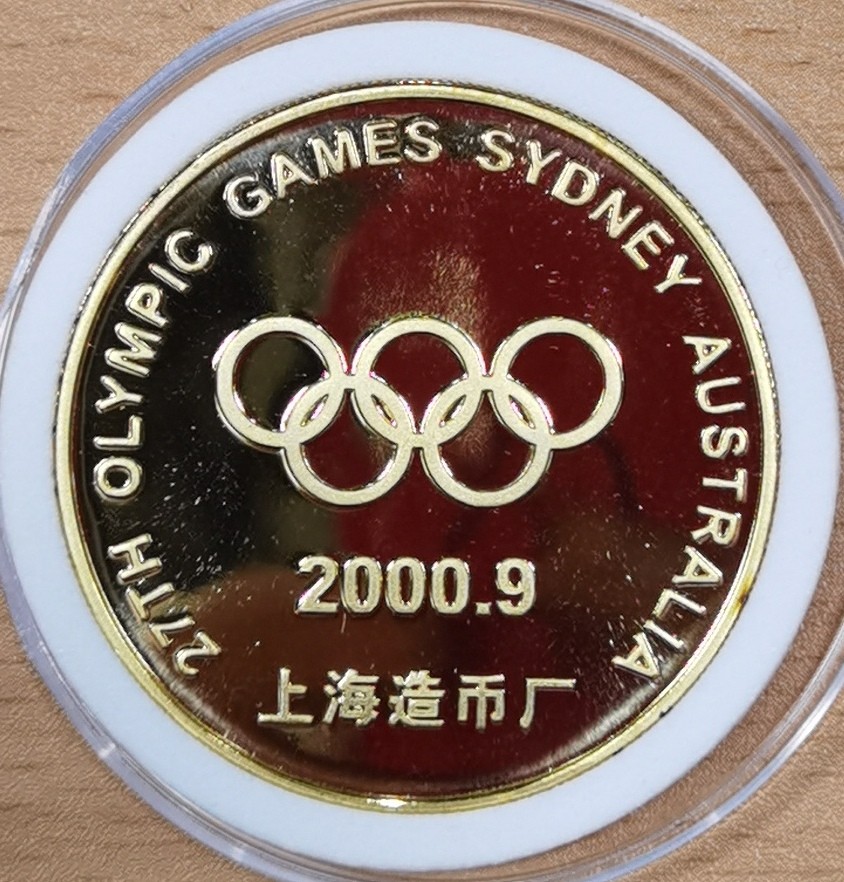 27TH OLYMPIC GAMES SYDNEY AUSTRALIA
2000.9
上海造币厂